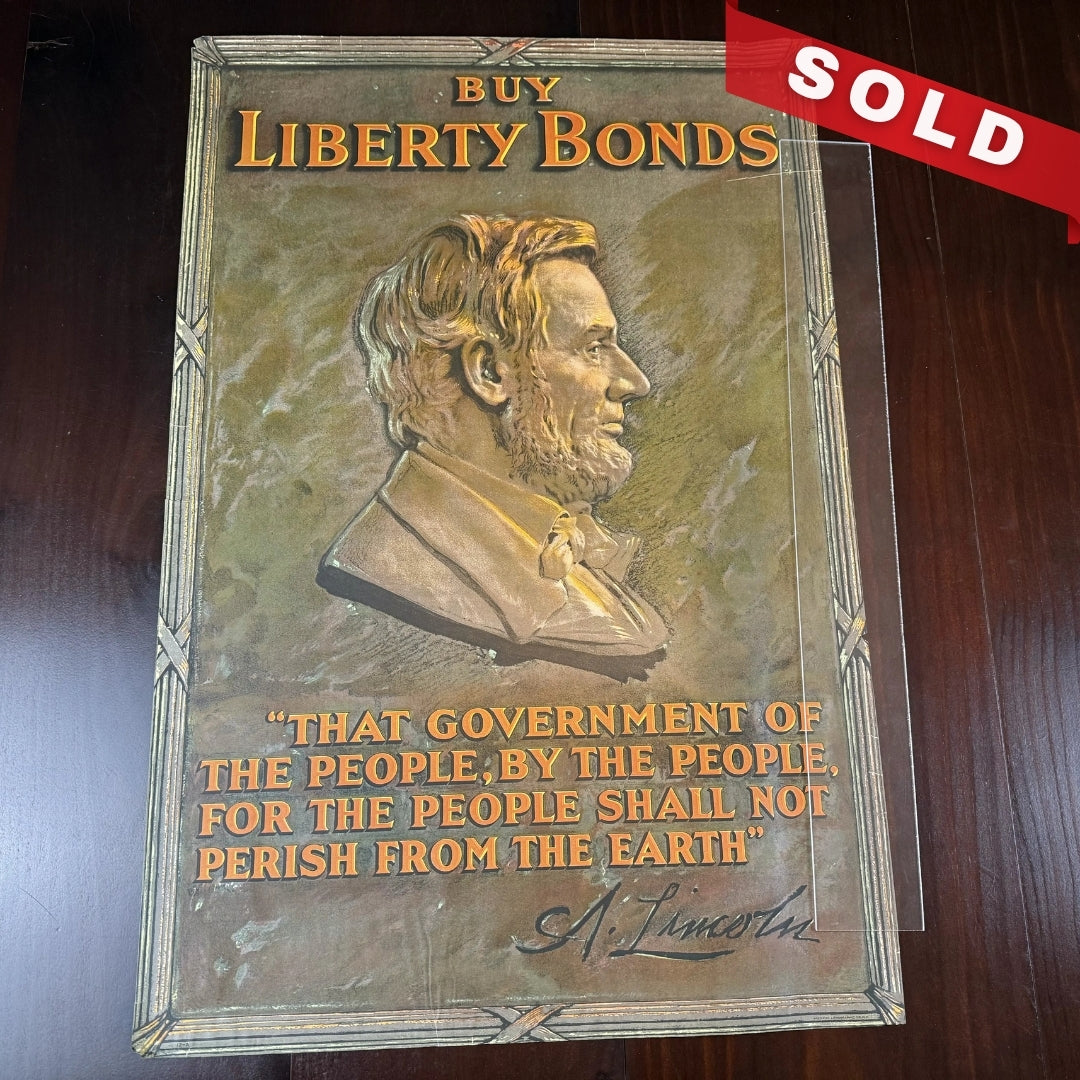 SOLD
BUY
LIBERTY BONDS
“THAT GOVERNMENT OF
THE PEOPLE, BY THE PEOPLE,
FOR THE PEOPLE SHALL NOT
PERISH FROM THE EARTH”
A. Lincoln